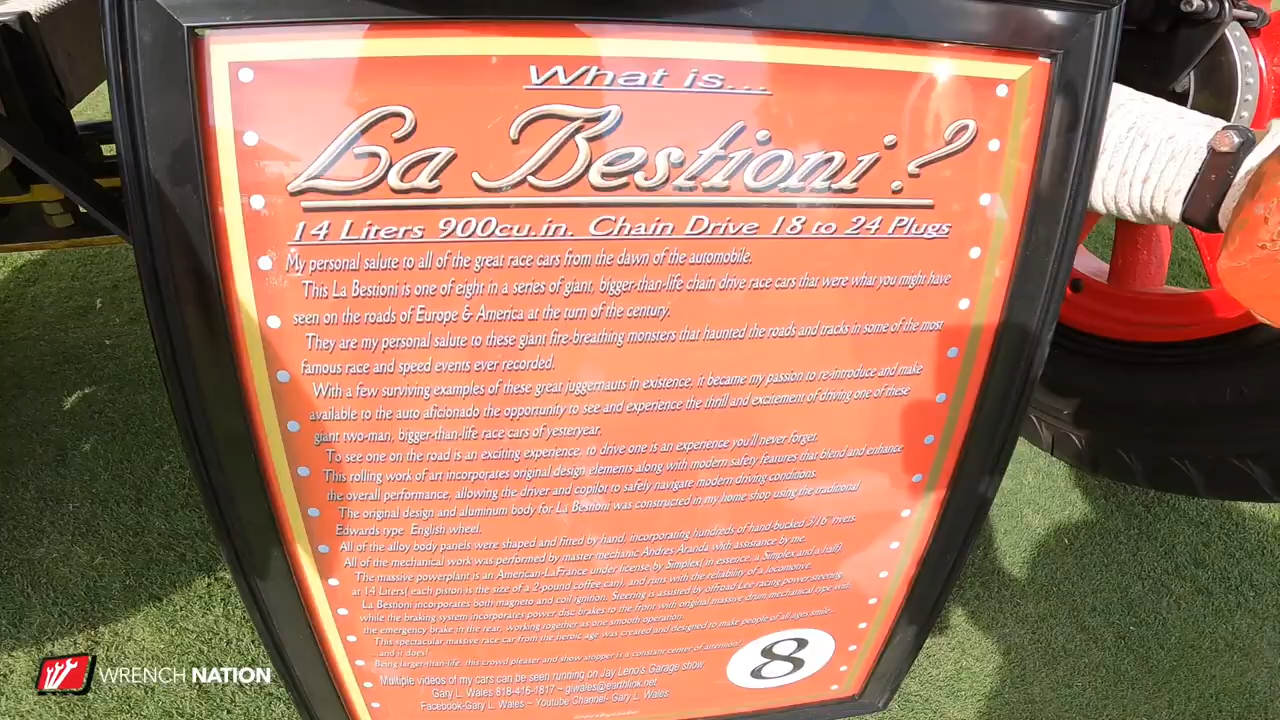 What is...
La Bestioni?
14 Liters 900cu.in. Chain Drive 18 to 24 Plugs
My personal salute to all of the great race cars from the dawn of the automobile.
This La Bestioni is one of eight in a series of giant, bigger-than-life chain drive race cars that were what you might have
seen on the roads of Europe & America at the turn of the century.
They are my personal salute to these giant fire-breathing monsters that haunted the roads and tracks in some of the most
famous race and speed events ever recorded.
With a few surviving examples of these great juggernauts in existence, it became my passion to re-introduce and make
available to the auto aficionado the opportunity to see and experience the thrill and excitement of driving one of these
giant two-man, bigger-than-life race cars of yesteryear.
To see one on the road is an exciting experience, to drive one is an experience you'll never forget.
This rolling work of art incorporates original design elements along with modern safety features that blend and enhance
the overall performance, allowing the driver and copilot to safely navigate modern driving conditions.
The original design and aluminum body for La Bestioni was constructed in my home shop using the traditional
Edwards type English wheel.
All of the alloy body panels were shaped and fitted by hand, incorporating hundreds of hand-bucked 3/16" rivets.
All of the mechanical work was performed by master mechanic Andres Aranda with assistance by me.
The massive powerplant is an American-LaFrance under license by Simplex(in essence, a Simplex and a half),
at 14 Liters( each piston is the size of a 2-pound coffee can), and runs with the reliability of a locomotive.
La Bestioni incorporates both magneto and coil ignition. Steering is assisted by offroad Lee racing power steering,
while the braking system incorporates power disc brakes to the front with original massive drum mechanical type with
the emergency brake in the rear, working together as one smooth operation.
This spectacular massive race car from the heroic age was created and designed to make people of all ages smile--
...and it does!
Being larger-than-life, this crowd pleaser and show stopper is a constant center of attention!
Multiple videos of my cars can be seen running on Jay Leno's Garage show
Gary L. Wales 818-416-1817 ~ glwales@earthlink.net
Facebook-Gary L. Wales ~ Youtube Channel- Gary L. Wales
8
WRENCH NATION